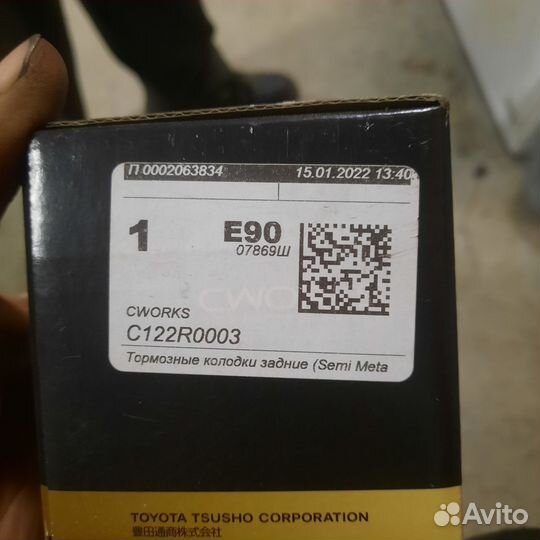 П 0002063834 15.01.2022 13:40
1 E90
07869Ш
CWO
CWORKS
C122R0003
Тормозные колодки задние (Semi Meta
TOYOTA TSUSHO CORPORATION
豊田通商株式会社
Avito